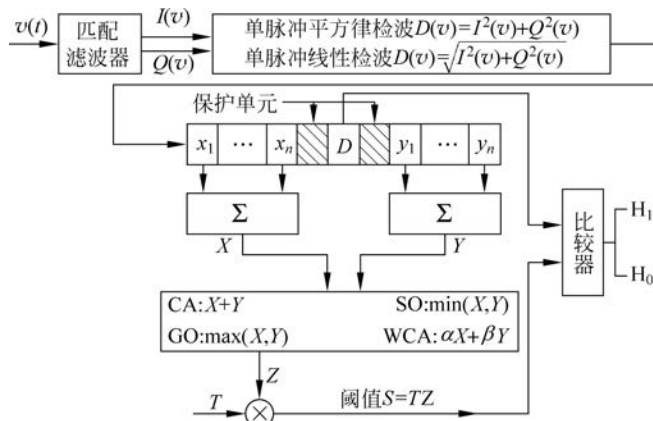 v(t)
匹配
滤波器
I(v)
Q(v)
单脉冲平方律检波D(v)=I²(v)+Q²(v)
单脉冲线性检波D(v)=√I²(v)+Q²(v)
保护单元
x₁ … xₙ D y₁ … yₙ
Σ Σ
X Y
比较器
H₁
H₀
CA:X+Y SO:min(X,Y)
GO:max(X,Y) WCA:αX+βY
Z
T ⊗ 阈值S=TZ